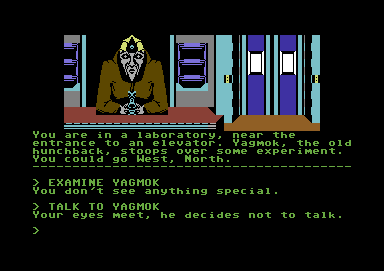 You are in a laboratory, near the
entrance to an elevator. Yagmok, the old
hunchback, stoops over some experiment.
You could go West, North.
----------------------------------------
> EXAMINE YAGMOK
You don't see anything special.
> TALK TO YAGMOK
Your eyes meet, he decides not to talk.
>